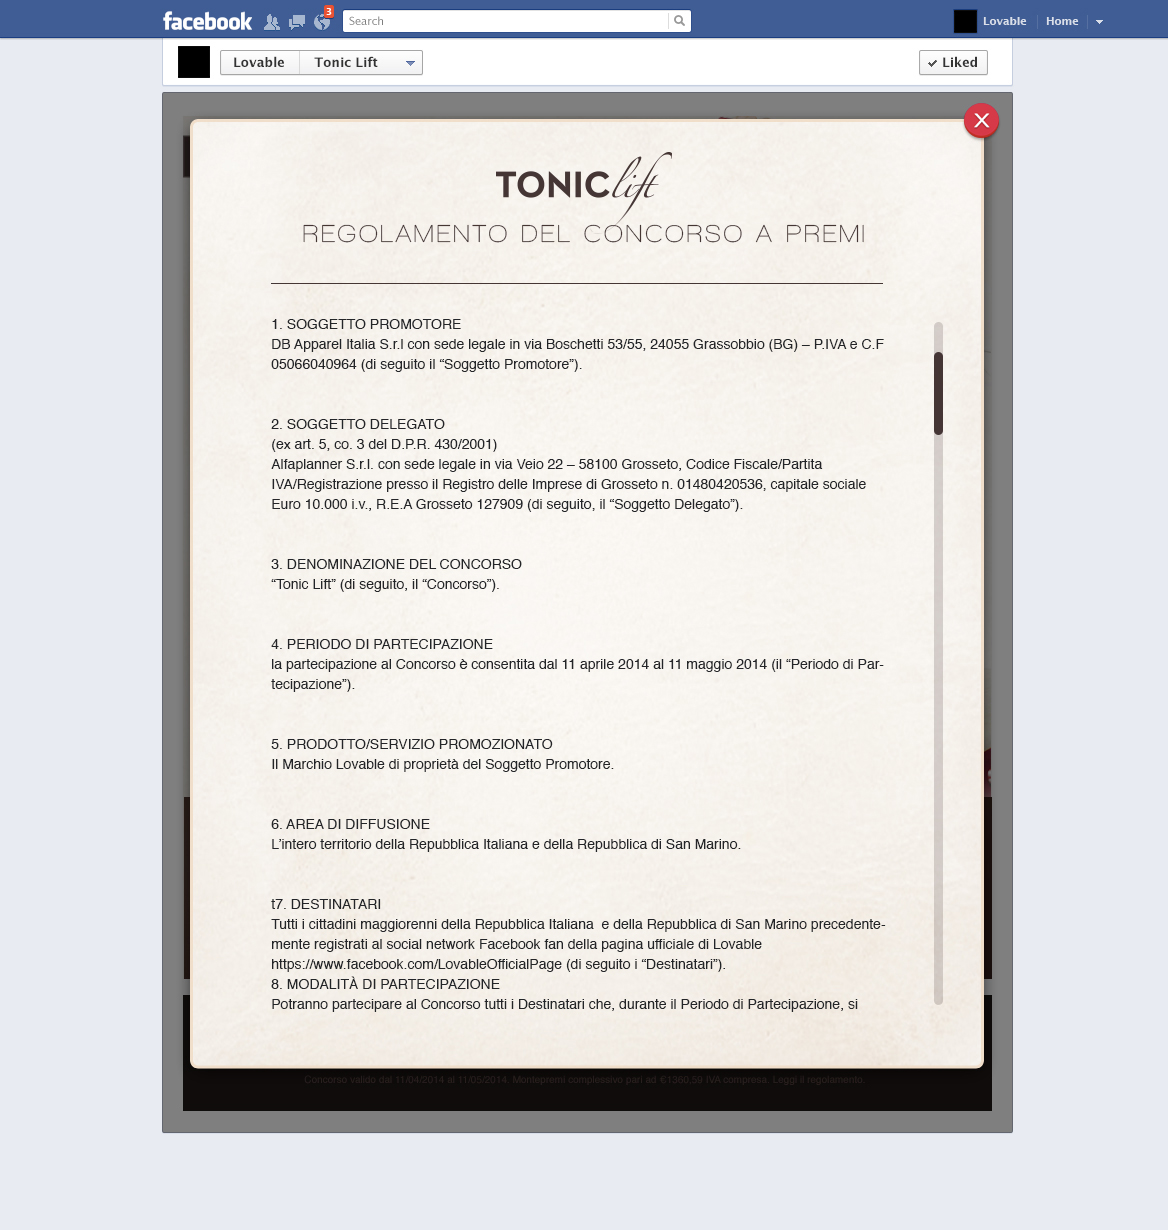 facebook
3
Search
Lovable
Home
Lovable
Tonic Lift
Liked
TONIC lift
REGOLAMENTO DEL CONCORSO A PREMI
1. SOGGETTO PROMOTORE
DB Apparel Italia S.r.l con sede legale in via Boschetti 53/55, 24055 Grassobbio (BG) – P.IVA e C.F
05066040964 (di seguito il “Soggetto Promotore”).
2. SOGGETTO DELEGATO
(ex art. 5, co. 3 del D.P.R. 430/2001)
Alfaplanner S.r.l. con sede legale in via Veio 22 – 58100 Grosseto, Codice Fiscale/Partita
IVA/Registrazione presso il Registro delle Imprese di Grosseto n. 01480420536, capitale sociale
Euro 10.000 i.v., R.E.A Grosseto 127909 (di seguito, il “Soggetto Delegato”).
3. DENOMINAZIONE DEL CONCORSO
“Tonic Lift” (di seguito, il “Concorso”).
4. PERIODO DI PARTECIPAZIONE
la partecipazione al Concorso è consentita dal 11 aprile 2014 al 11 maggio 2014 (il “Periodo di Par-
tecipazione”).
5. PRODOTTO/SERVIZIO PROMOZIONATO
Il Marchio Lovable di proprietà del Soggetto Promotore.
6. AREA DI DIFFUSIONE
L’intero territorio della Repubblica Italiana e della Repubblica di San Marino.
t7. DESTINATARI
Tutti i cittadini maggiorenni della Repubblica Italiana  e della Repubblica di San Marino precedente-
mente registrati al social network Facebook fan della pagina ufficiale di Lovable
https://www.facebook.com/LovableOfficialPage (di seguito i “Destinatari”).
8. MODALITÀ DI PARTECIPAZIONE
Potranno partecipare al Concorso tutti i Destinatari che, durante il Periodo di Partecipazione, si
Concorso valido dal 11/04/2014 al 11/05/2014. Montepremi complessivo pari ad €1360,59 IVA compresa. Leggi il regolamento.